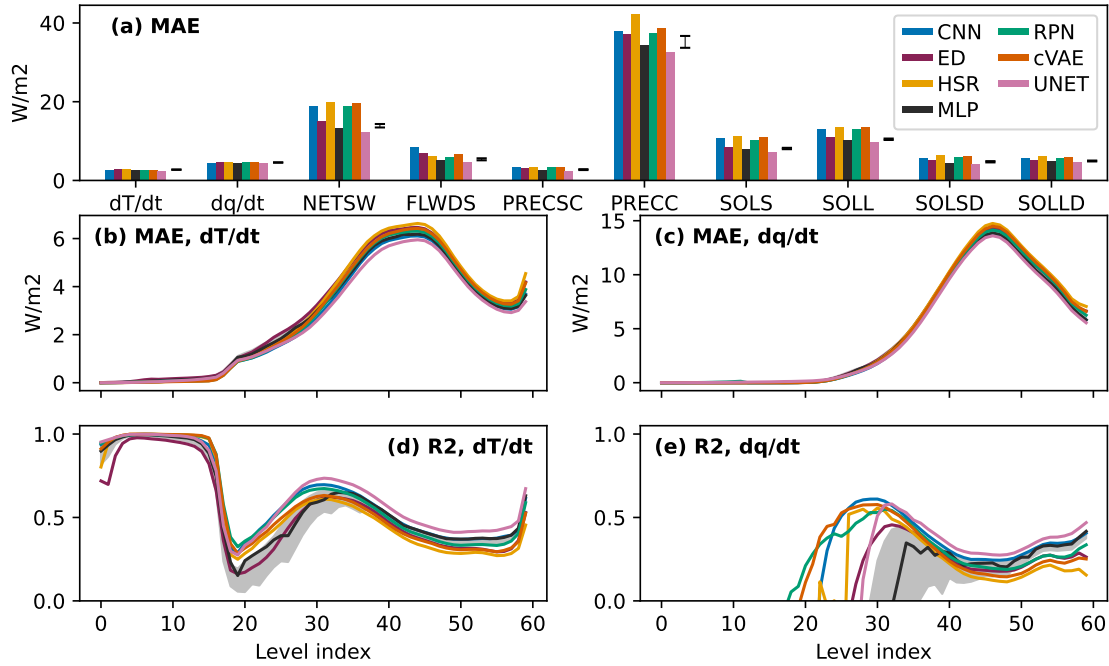 (a) MAE
W/m2
40
20
0
CNN RPN
ED cVAE
HSR UNET
MLP
dT/dt dq/dt NETSW FLWDS PRECSC PRECC SOLS SOLL SOLSD SOLLD
(b) MAE, dT/dt
W/m2
6
4
2
0
(c) MAE, dq/dt
15
10
5
0
(d) R2, dT/dt
1.0
0.5
0.0
0 10 20 30 40 50 60
Level index
(e) R2, dq/dt
1.0
0.5
0.0
0 10 20 30 40 50 60
Level index